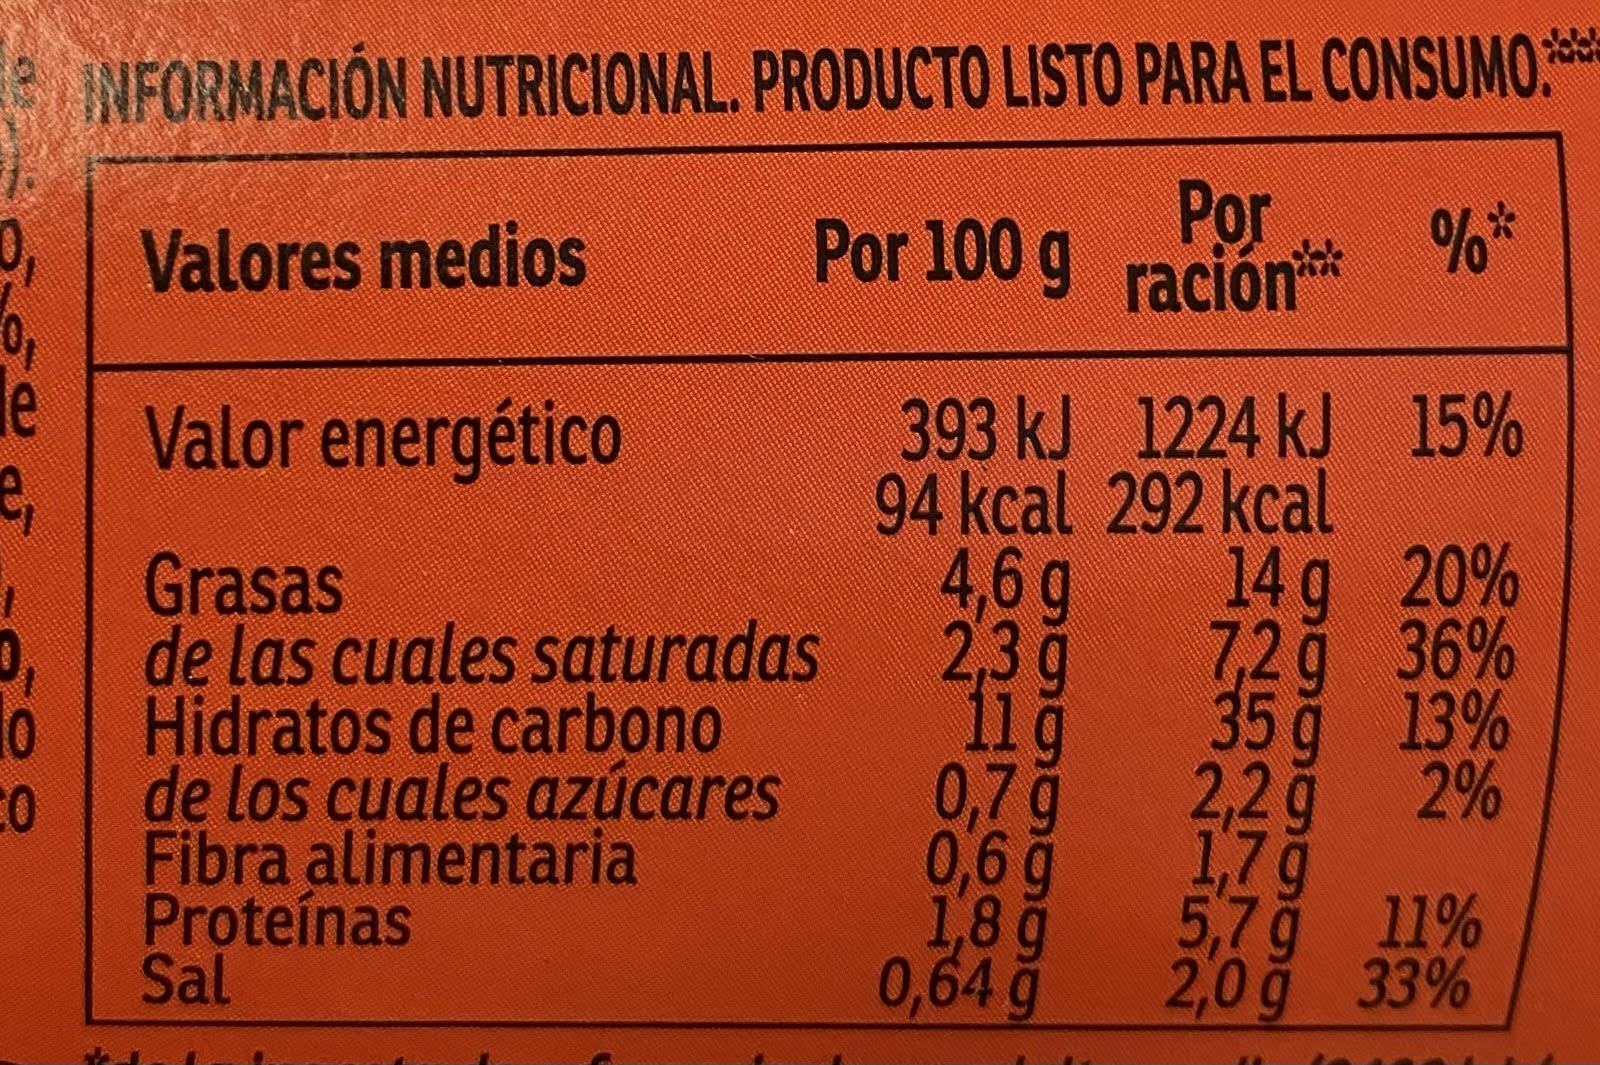 INFORMACIÓN NUTRICIONAL. PRODUCTO LISTO PARA EL CONSUMO.***
Valores medios Por 100 g Por ración** %*
Valor energético 393 kJ 1224 kJ 15%
94 kcal 292 kcal
Grasas 4,6 g 14 g 20%
de las cuales saturadas 2,3 g 7,2 g 36%
Hidratos de carbono 11 g 35 g 13%
de los cuales azúcares 0,7 g 2,2 g 2%
Fibra alimentaria 0,6 g 1,7 g
Proteínas 1,8 g 5,7 g 11%
Sal 0,64 g 2,0 g 33%